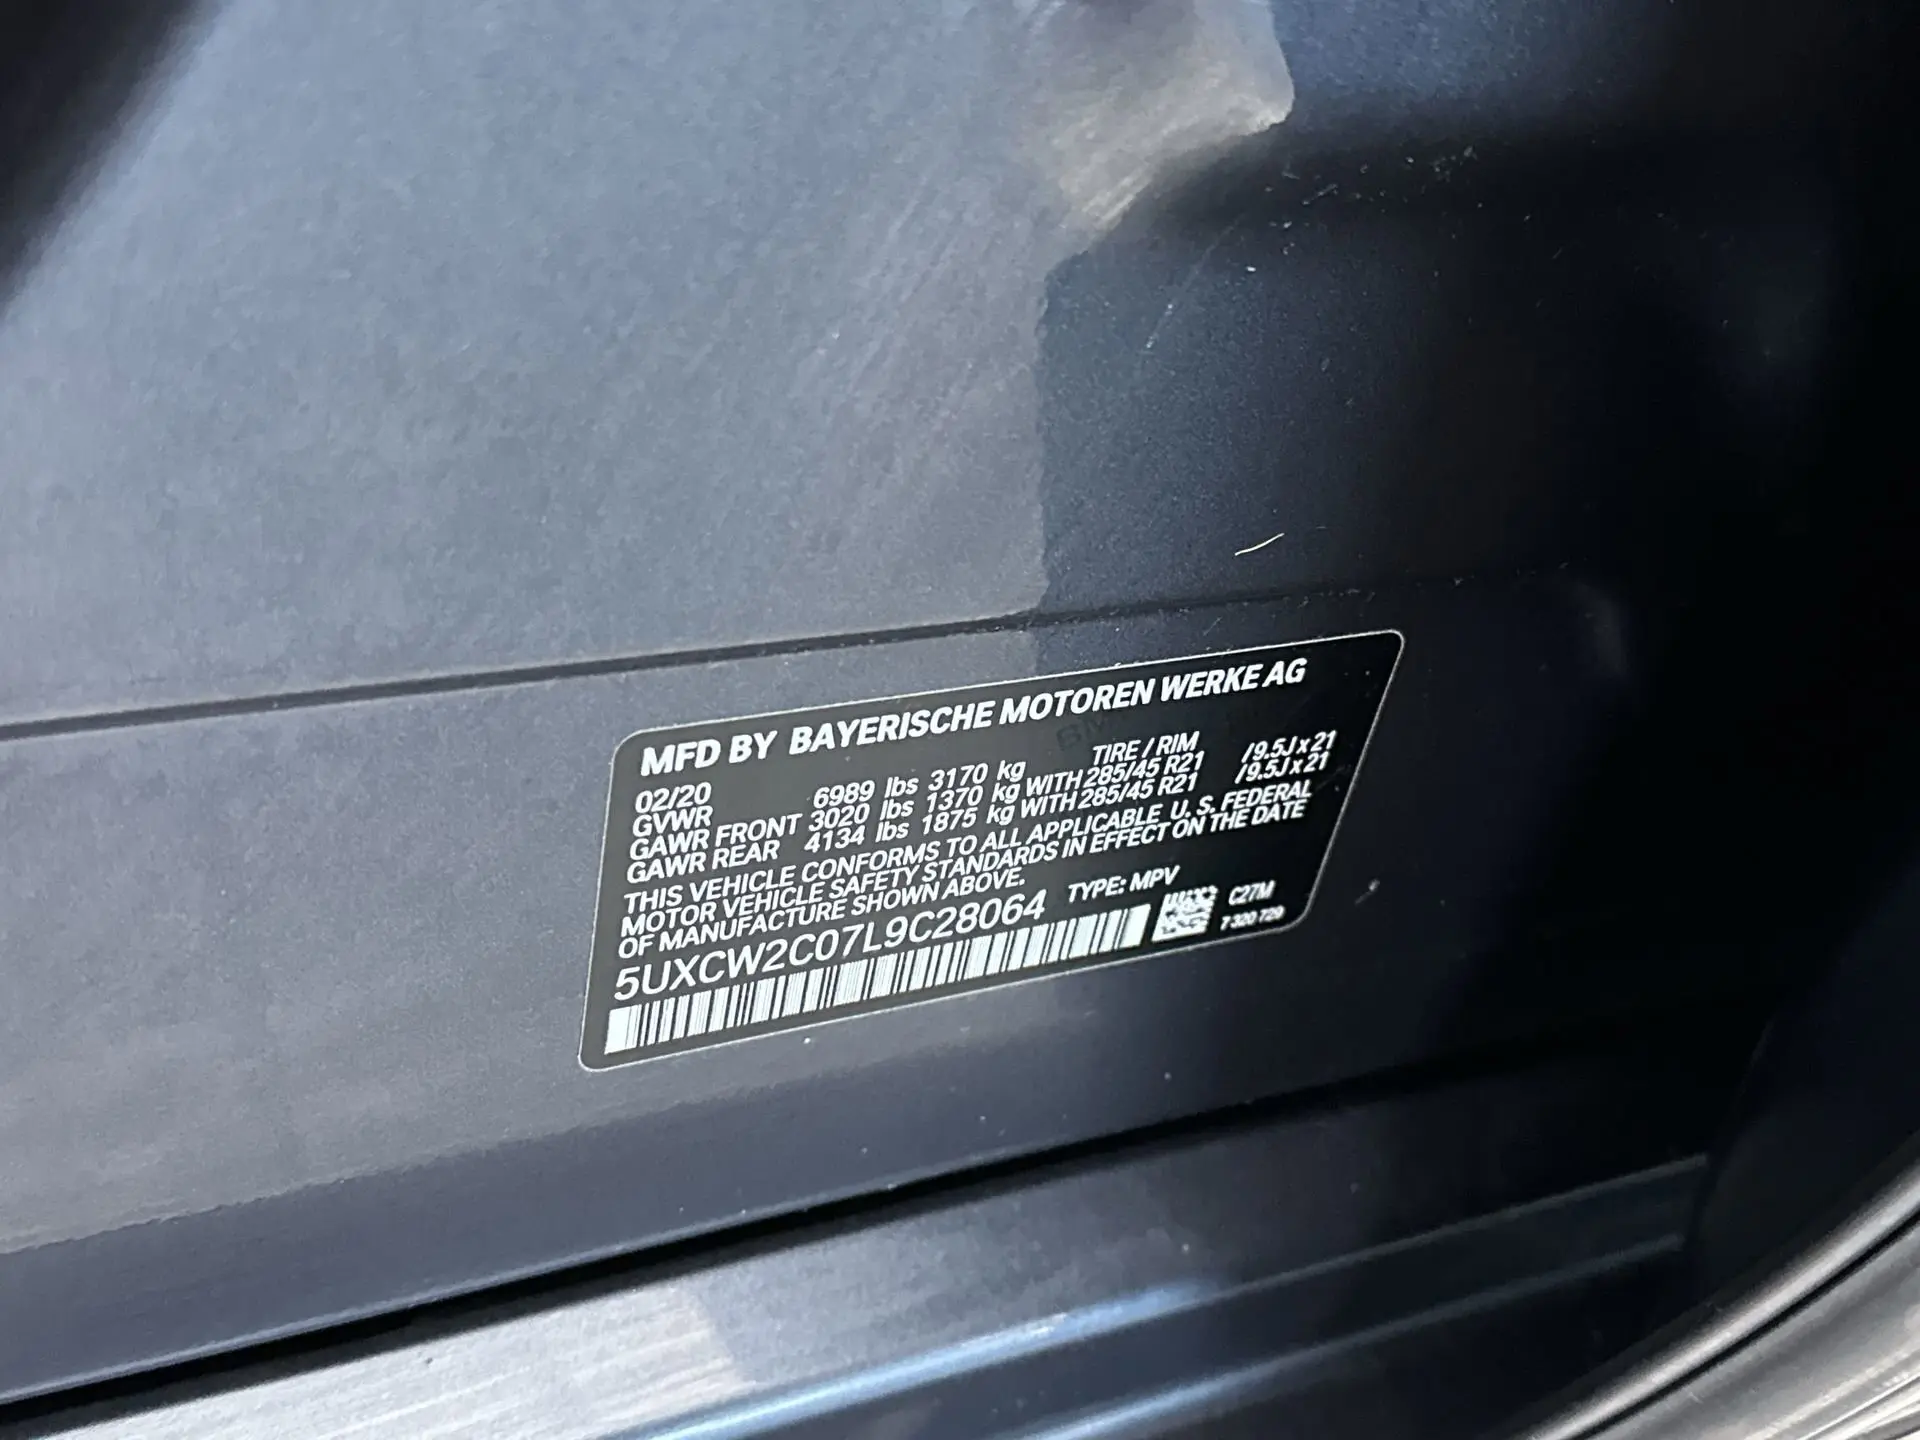 MFD BY BAYERISCHE MOTOREN WERKE AG
02/20 TIRE / RIM
GVWR 6989 lbs 3170 kg
GAWR FRONT 3020 lbs 1370 kg WITH 285/45 R21 /9.5J x 21
GAWR REAR 4134 lbs 1875 kg WITH 285/45 R21 /9.5J x 21
THIS VEHICLE CONFORMS TO ALL APPLICABLE U. S. FEDERAL
MOTOR VEHICLE SAFETY STANDARDS IN EFFECT ON THE DATE
OF MANUFACTURE SHOWN ABOVE.
5UXCW2C07L9C28064 TYPE: MPV
C27M
7 320 729